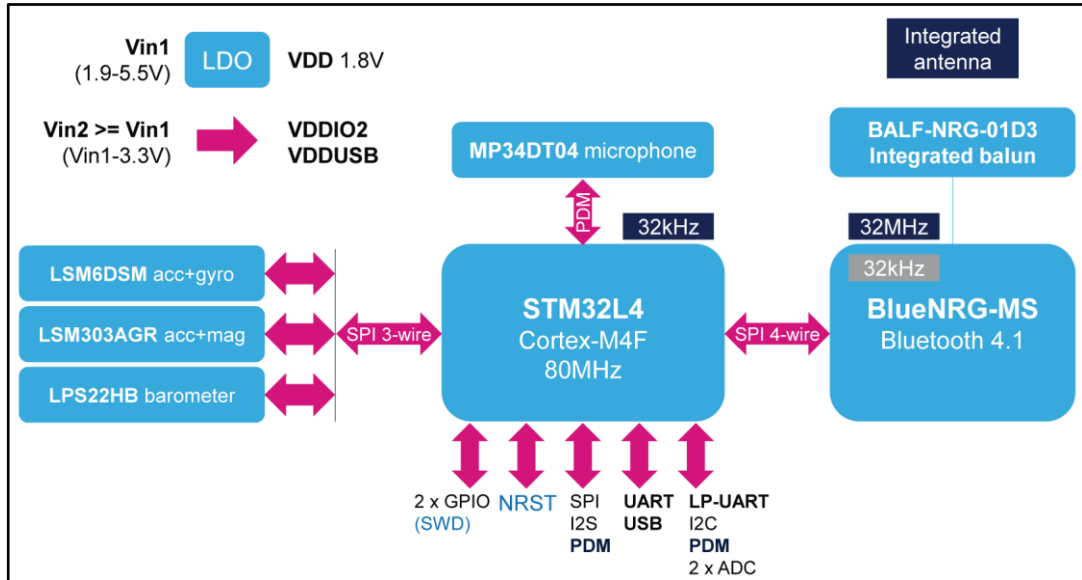 Vin1
(1.9-5.5V)
LDO
VDD 1.8V
Integrated
antenna
Vin2 >= Vin1
(Vin1-3.3V)
VDDIO2
VDDUSB
MP34DT04 microphone
BALF-NRG-01D3
Integrated balun
PDM
32kHz
32MHz
32kHz
LSM6DSM acc+gyro
LSM303AGR acc+mag
LPS22HB barometer
SPI 3-wire
STM32L4
Cortex-M4F
80MHz
SPI 4-wire
BlueNRG-MS
Bluetooth 4.1
2 x GPIO
(SWD)
NRST
SPI
I2S
PDM
UART
USB
LP-UART
I2C
PDM
2 x ADC